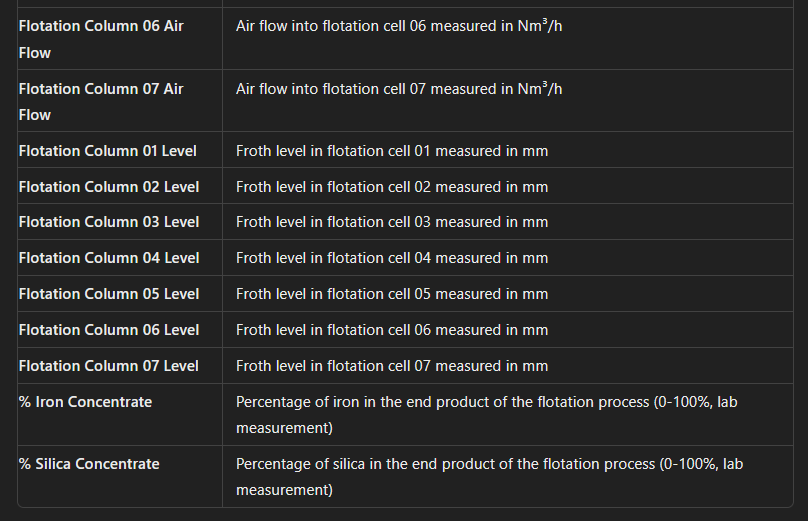 Flotation Column 06 Air
Flow
Air flow into flotation cell 06 measured in Nm³/h
Flotation Column 07 Air
Flow
Air flow into flotation cell 07 measured in Nm³/h
Flotation Column 01 Level
Froth level in flotation cell 01 measured in mm
Flotation Column 02 Level
Froth level in flotation cell 02 measured in mm
Flotation Column 03 Level
Froth level in flotation cell 03 measured in mm
Flotation Column 04 Level
Froth level in flotation cell 04 measured in mm
Flotation Column 05 Level
Froth level in flotation cell 05 measured in mm
Flotation Column 06 Level
Froth level in flotation cell 06 measured in mm
Flotation Column 07 Level
Froth level in flotation cell 07 measured in mm
% Iron Concentrate
Percentage of iron in the end product of the flotation process (0-100%, lab
measurement)
% Silica Concentrate
Percentage of silica in the end product of the flotation process (0-100%, lab
measurement)